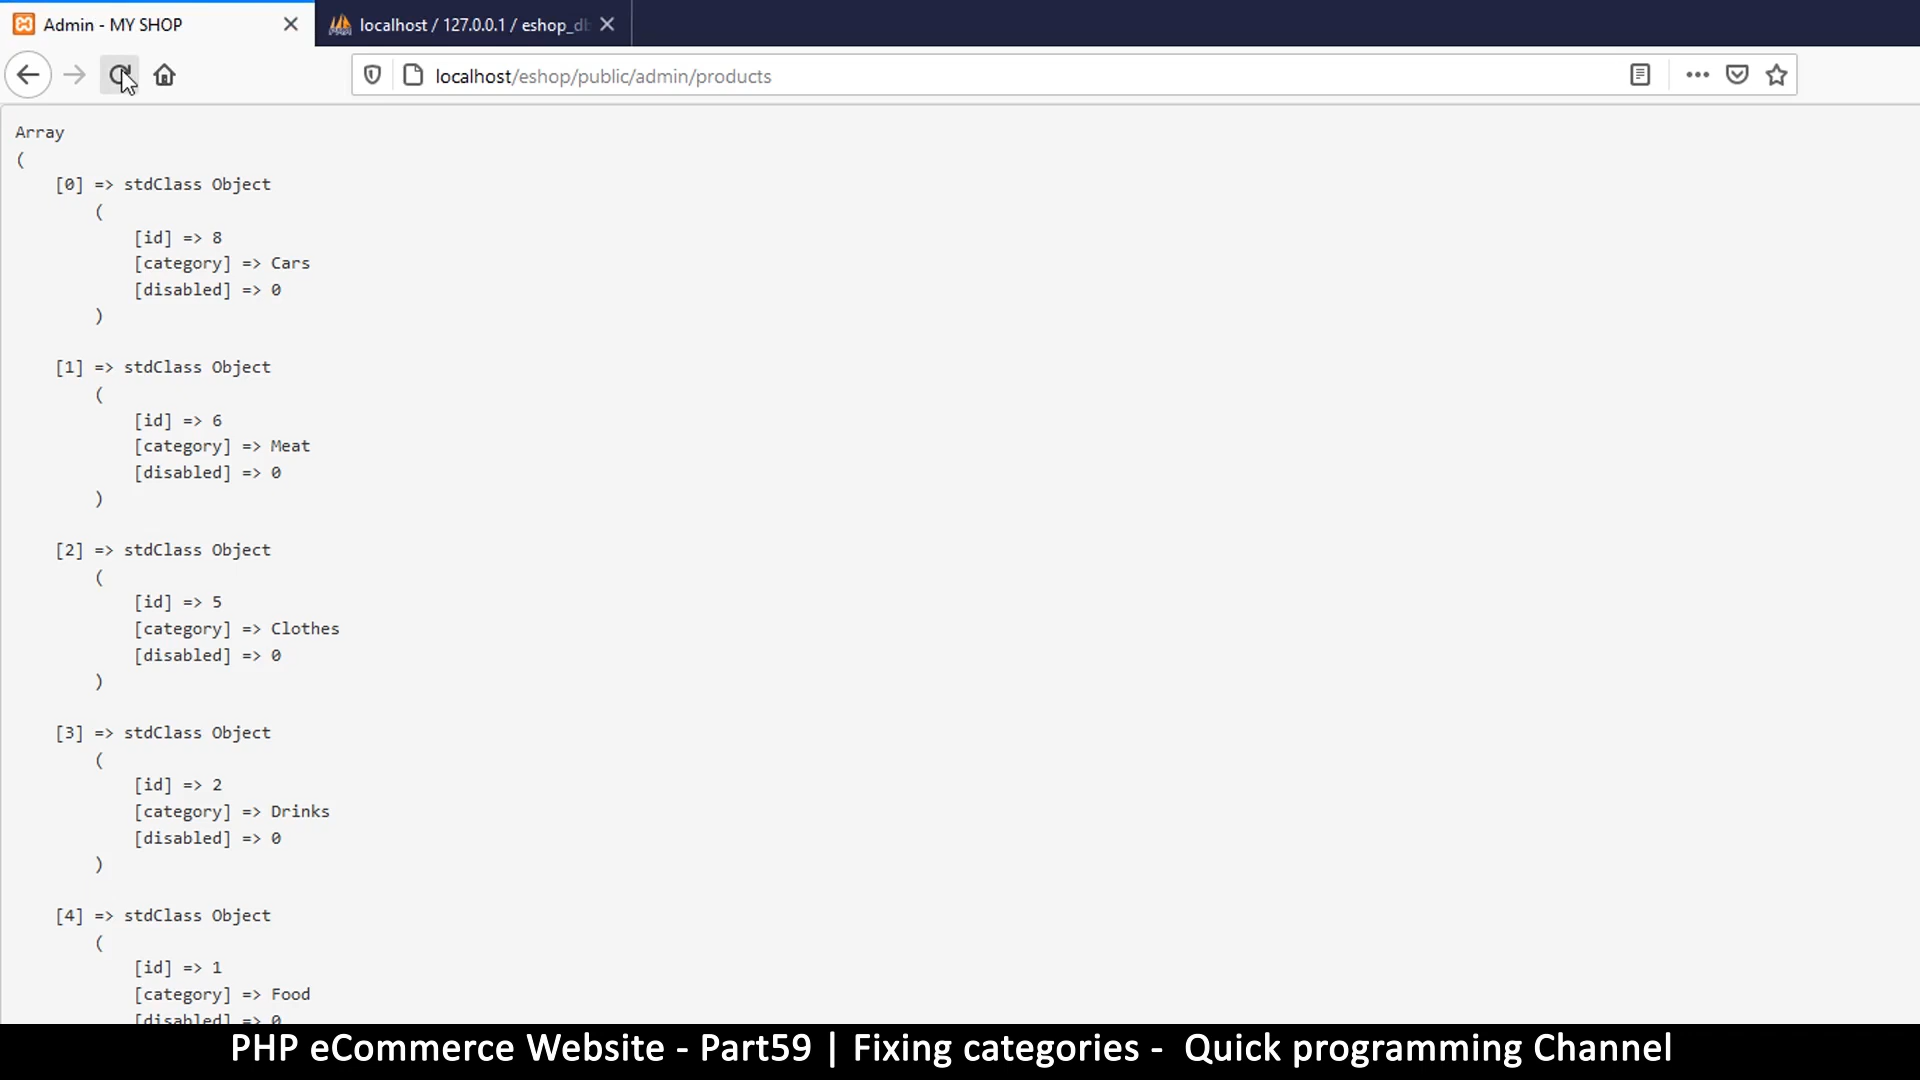 Admin - MY SHOP
localhost / 127.0.0.1 / eshop_db
localhost/eshop/public/admin/products
Array
(
[0] => stdClass Object
(
[id] => 8
[category] => Cars
[disabled] => 0
)
[1] => stdClass Object
(
[id] => 6
[category] => Meat
[disabled] => 0
)
[2] => stdClass Object
(
[id] => 5
[category] => Clothes
[disabled] => 0
)
[3] => stdClass Object
(
[id] => 2
[category] => Drinks
[disabled] => 0
)
[4] => stdClass Object
(
[id] => 1
[category] => Food
[disabled] => 0
PHP eCommerce Website - Part59 | Fixing categories - Quick programming Channel